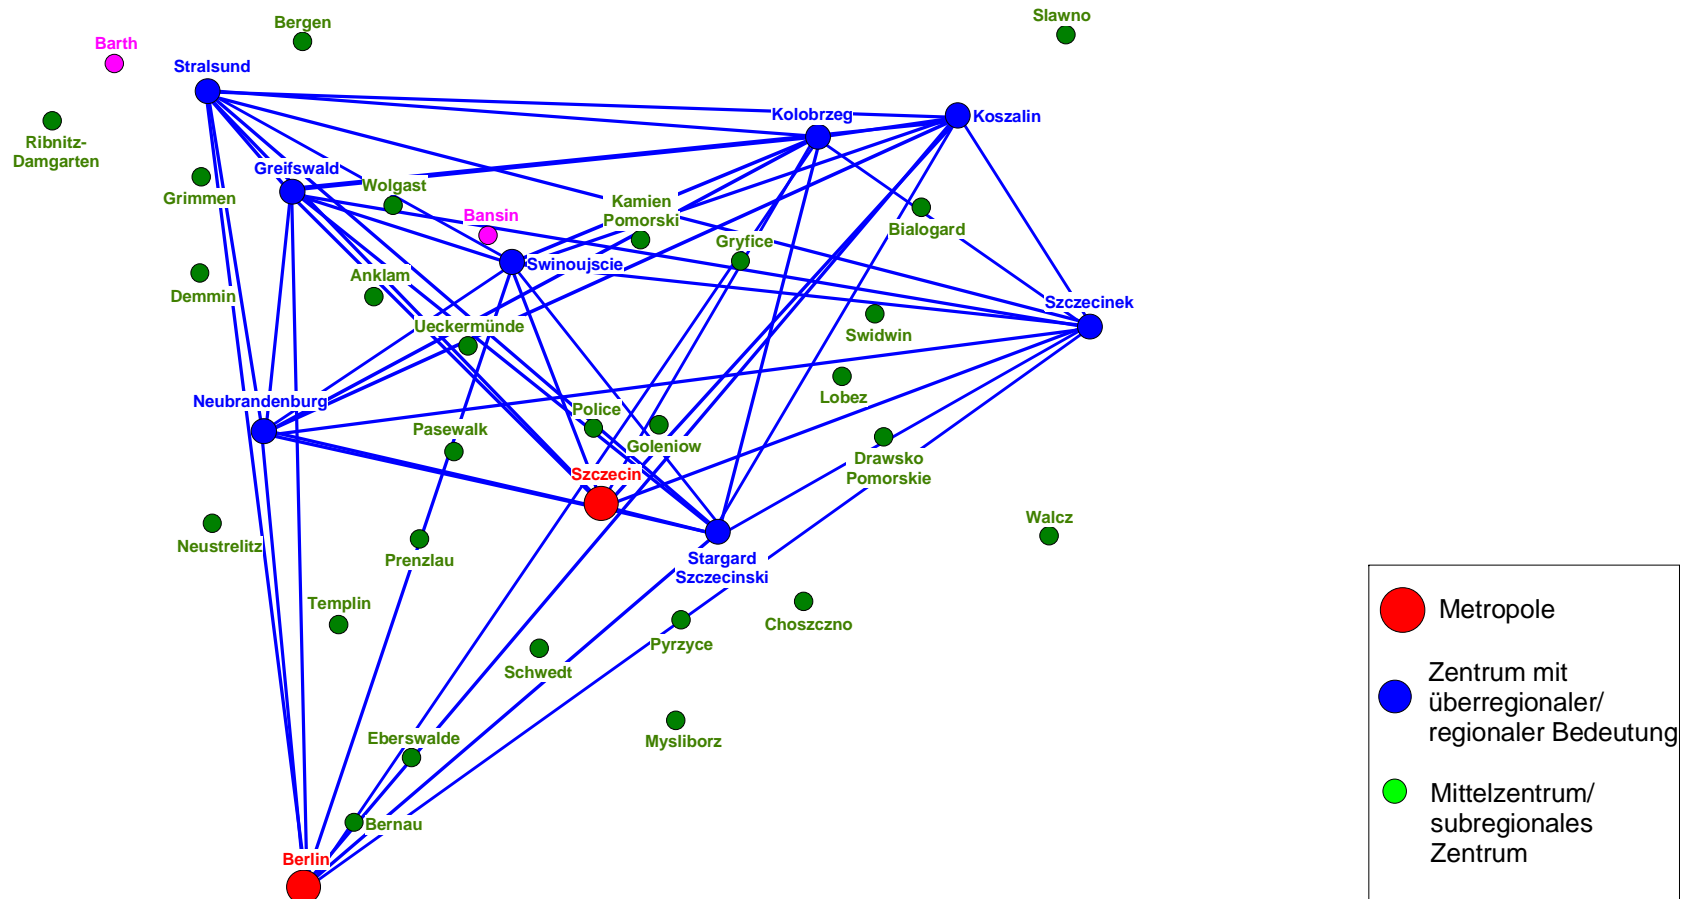 Slawno
Bergen
Barth
Stralsund
Kolobrzeg
Koszalin
Ribnitz-
Damgarten
Greifswald
Wolgast
Grimmen
Kamien
Pomorski
Bansin
Bialogard
Gryfice
Swinoujscie
Anklam
Demmin
Szczecinek
Ueckermünde
Swidwin
Lobez
Neubrandenburg
Police
Pasewalk
Goleniow
Drawsko
Pomorskie
Szczecin
Walcz
Neustrelitz
Prenzlau
Stargard
Szczecinski
Templin
Choszczno
Pyrzyce
Schwedt
Eberswalde
Mysliborz
Bernau
Berlin
Metropole
Zentrum mit
überregionaler/
regionaler Bedeutung
Mittelzentrum/
subregionales
Zentrum